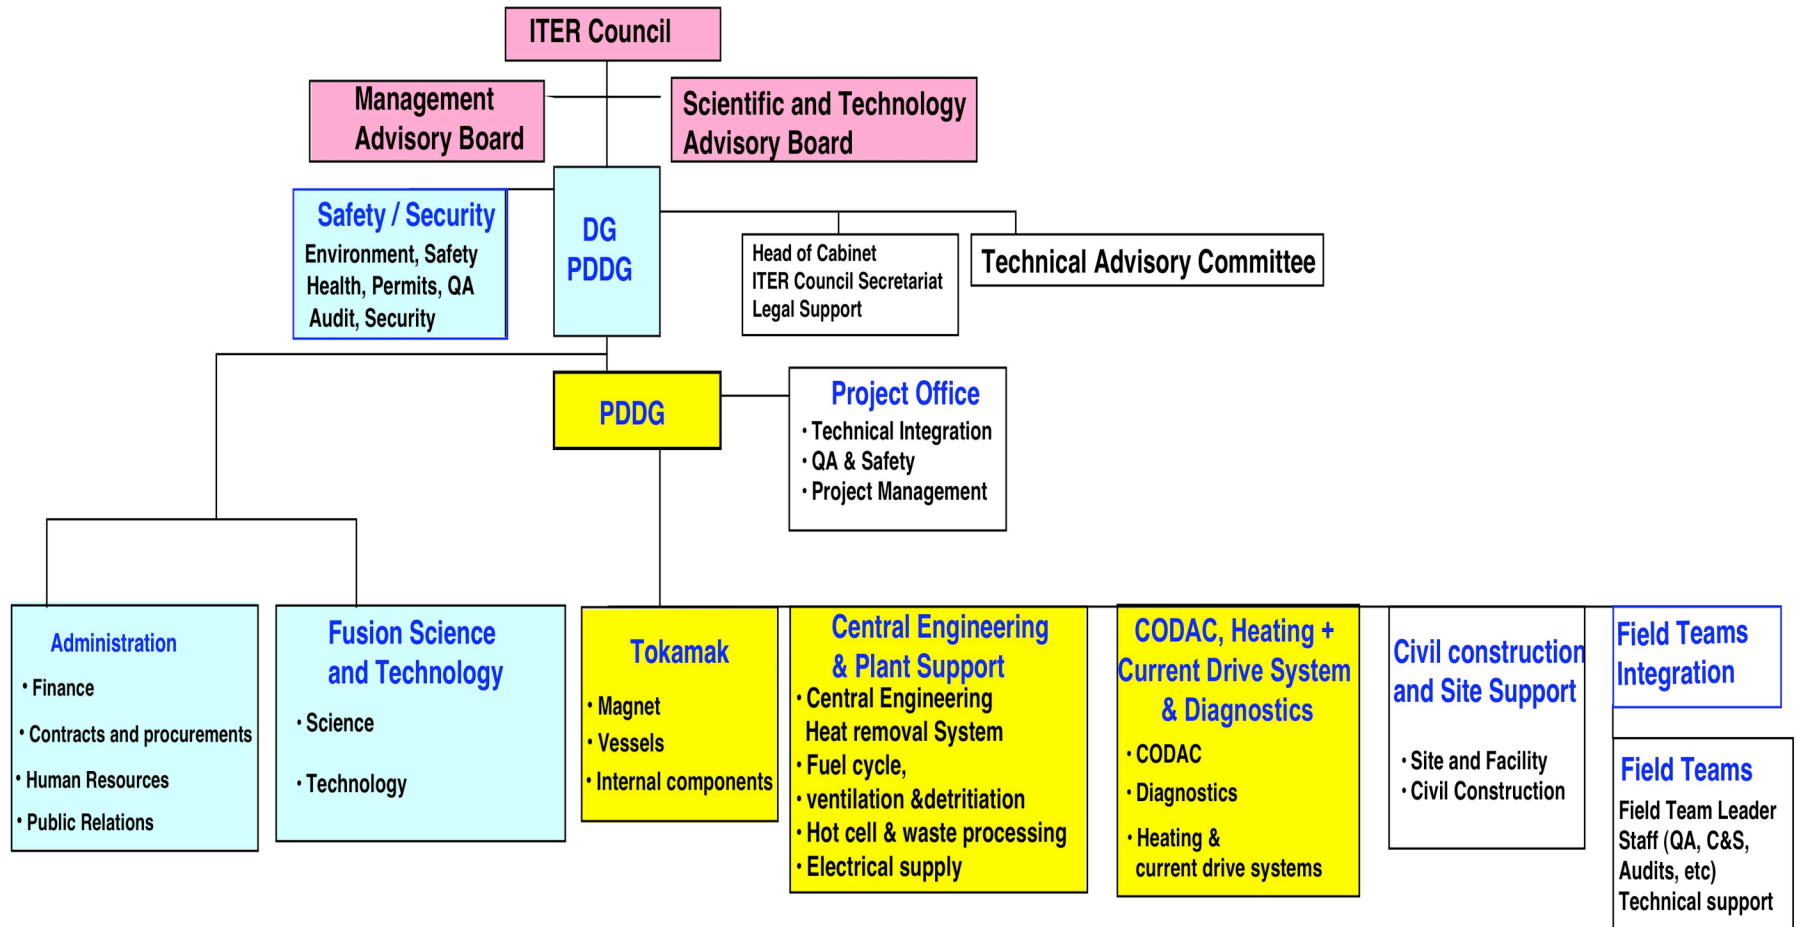 ITER Council
Management
Advisory Board
Scientific and Technology
Advisory Board
Safety / Security
Environment, Safety
Health, Permits, QA
Audit, Security
DG
PDDG
Head of Cabinet
ITER Council Secretariat
Legal Support
Technical Advisory Committee
PDDG
Project Office
• Technical Integration
• QA & Safety
• Project Management
Administration
• Finance
• Contracts and procurements
• Human Resources
• Public Relations
Fusion Science
and Technology
• Science
• Technology
Tokamak
• Magnet
• Vessels
• Internal components
Central Engineering
& Plant Support
• Central Engineering
Heat removal System
• Fuel cycle,
• ventilation &detritiation
• Hot cell & waste processing
• Electrical supply
CODAC, Heating +
Current Drive System
& Diagnostics
• CODAC
• Diagnostics
• Heating &
current drive systems
Civil construction
and Site Support
• Site and Facility
• Civil Construction
Field Teams
Integration
Field Teams
Field Team Leader
Staff (QA, C&S,
Audits, etc)
Technical support